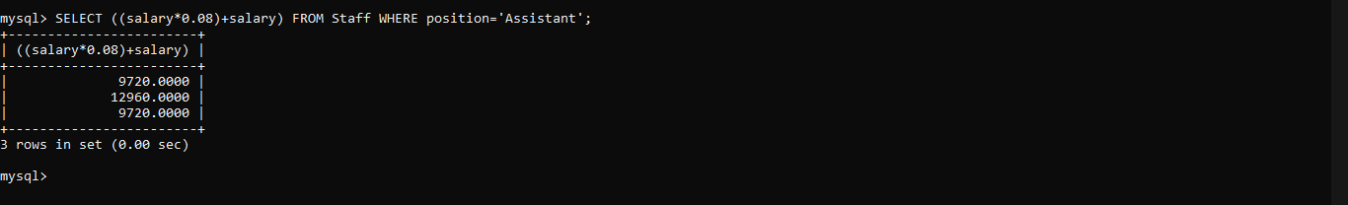 mysql> SELECT ((salary*0.08)+salary) FROM Staff WHERE position='Assistant';
+------------------------+
| ((salary*0.08)+salary) |
+------------------------+
|              9720.0000 |
|             12960.0000 |
|              9720.0000 |
+------------------------+
3 rows in set (0.00 sec)
mysql>